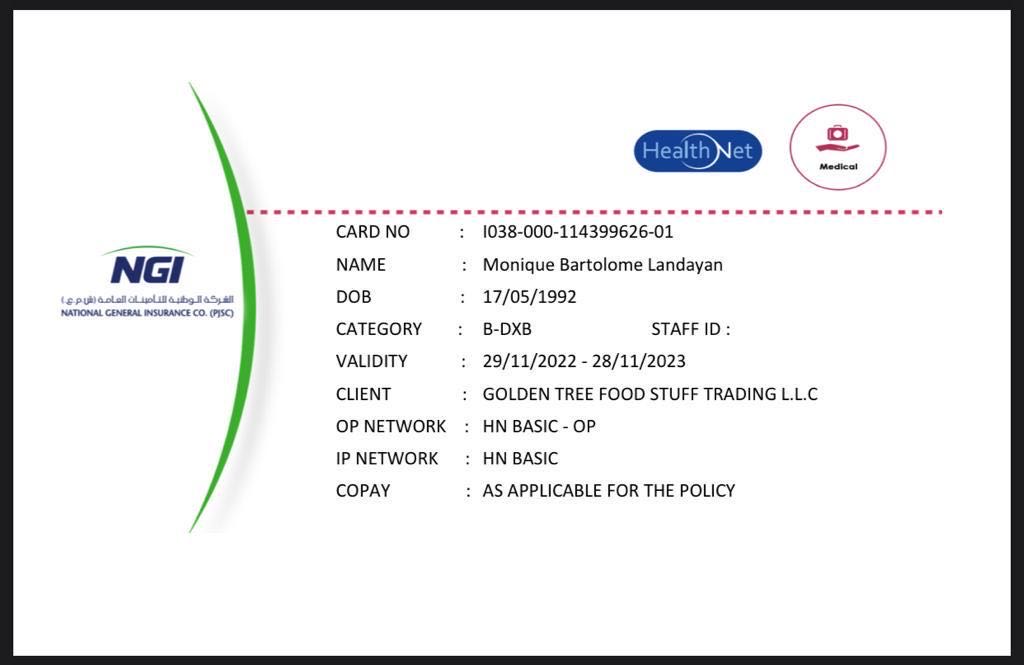 Health Net
Medical
NGI
الشركة الوطنية للتأمينات العامة (ش.م.ع.)
NATIONAL GENERAL INSURANCE CO. (PJSC)
CARD NO : I038-000-114399626-01
NAME : Monique Bartolome Landayan
DOB : 17/05/1992
CATEGORY : B-DXB STAFF ID :
VALIDITY : 29/11/2022 - 28/11/2023
CLIENT : GOLDEN TREE FOOD STUFF TRADING L.L.C
OP NETWORK : HN BASIC - OP
IP NETWORK : HN BASIC
COPAY : AS APPLICABLE FOR THE POLICY